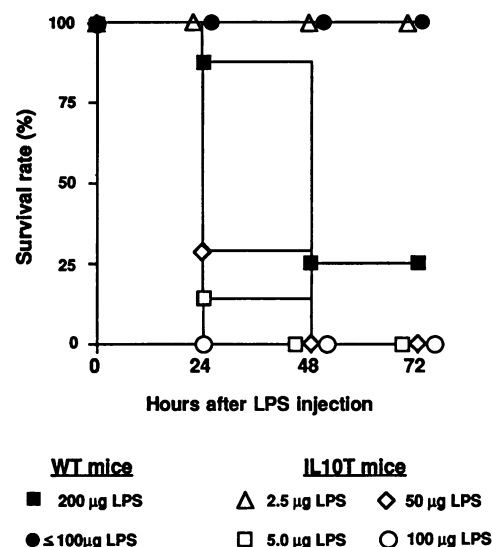 100
75
50
25
0
Survival rate (%)
0 24 48 72
Hours after LPS injection
WT mice IL10T mice
200 µg LPS 2.5 µg LPS 50 µg LPS
≤100µg LPS 5.0 µg LPS 100 µg LPS